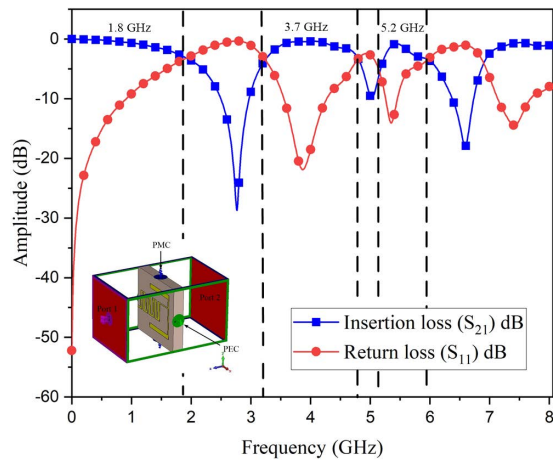 1.8 GHz
3.7 GHz
5.2 GHz
0
-10
-20
-30
-40
-50
-60
Amplitude (dB)
PMC
Port 1
Port 2
PEC
Insertion loss (S21) dB
Return loss (S11) dB
0 1 2 3 4 5 6 7 8
Frequency (GHz)